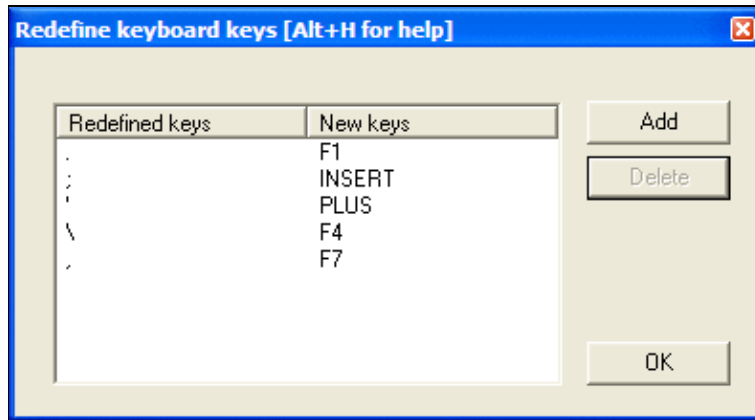 Redefine keyboard keys [Alt+H for help]
Redefined keys New keys Add
. F1
; INSERT Delete
' PLUS
\ F4
, F7
OK